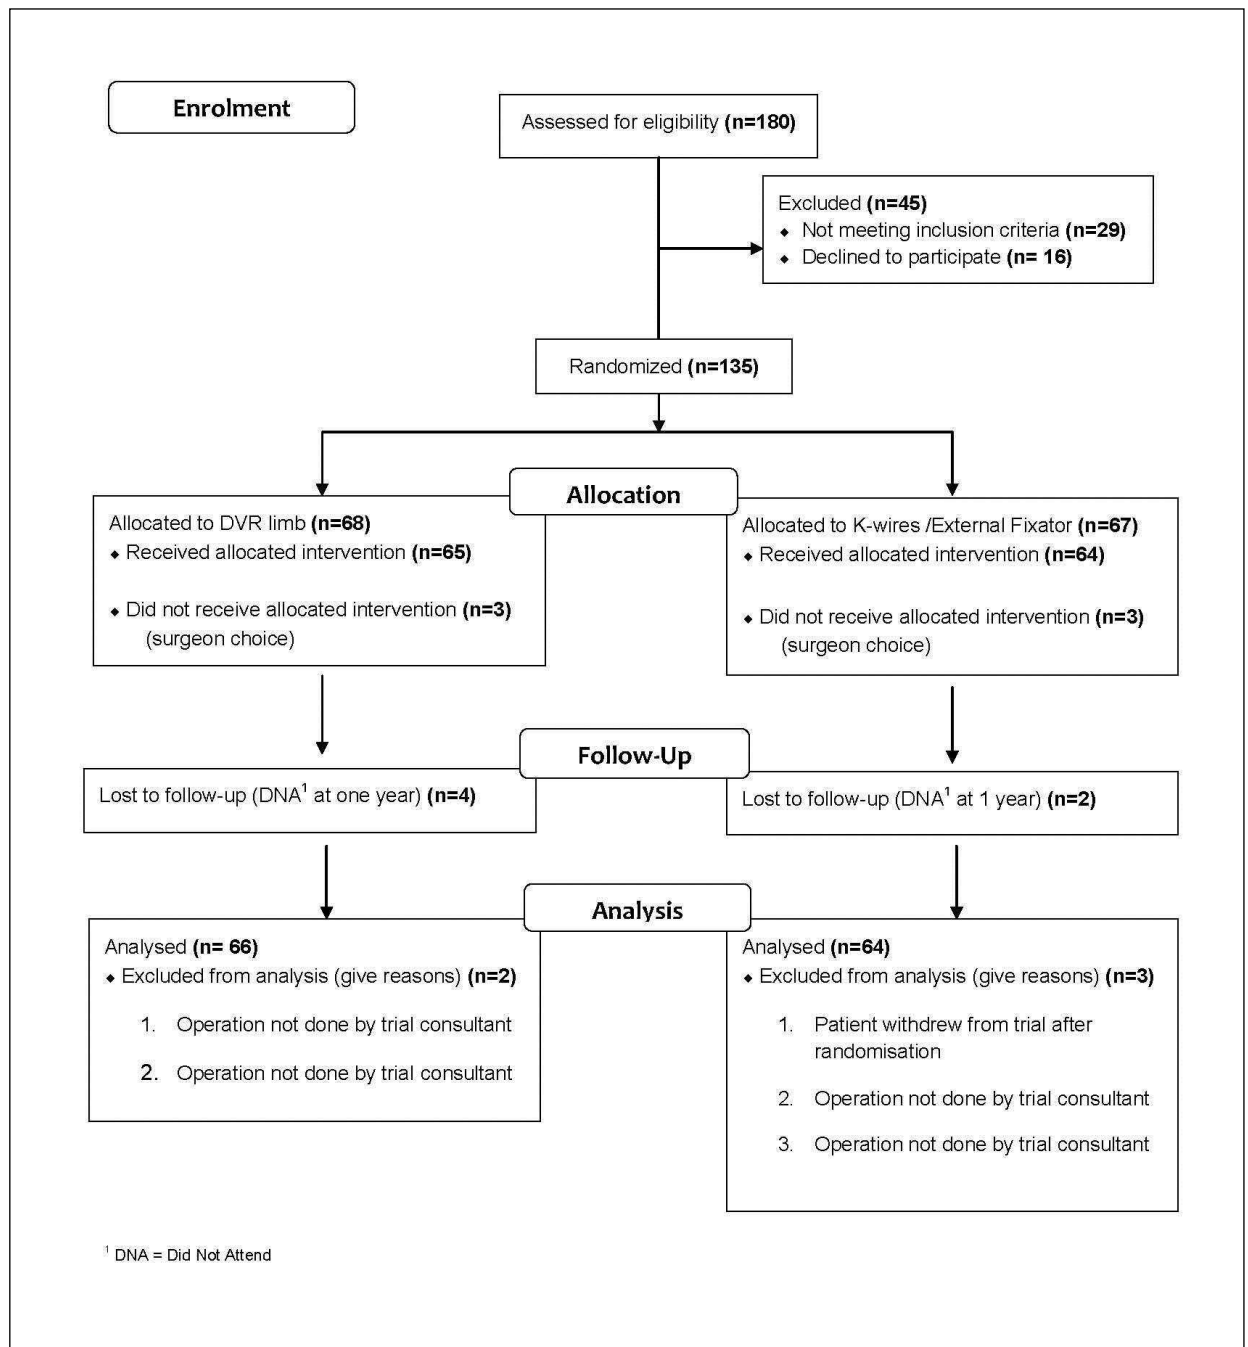 Enrolment
Assessed for eligibility (n=180)
Excluded (n=45)
⬥ Not meeting inclusion criteria (n=29)
⬥ Declined to participate (n= 16)
Randomized (n=135)
Allocation
Allocated to DVR limb (n=68)
⬥ Received allocated intervention (n=65)
⬥ Did not receive allocated intervention (n=3)
(surgeon choice)
Allocated to K-wires /External Fixator (n=67)
⬥ Received allocated intervention (n=64)
⬥ Did not receive allocated intervention (n=3)
(surgeon choice)
Follow-Up
Lost to follow-up (DNA¹ at one year) (n=4)
Lost to follow-up (DNA¹ at 1 year) (n=2)
Analysis
Analysed (n= 66)
⬥ Excluded from analysis (give reasons) (n=2)
1. Operation not done by trial consultant
2. Operation not done by trial consultant
Analysed (n=64)
⬥ Excluded from analysis (give reasons) (n=3)
1. Patient withdrew from trial after
randomisation
2. Operation not done by trial consultant
3. Operation not done by trial consultant
¹ DNA = Did Not Attend